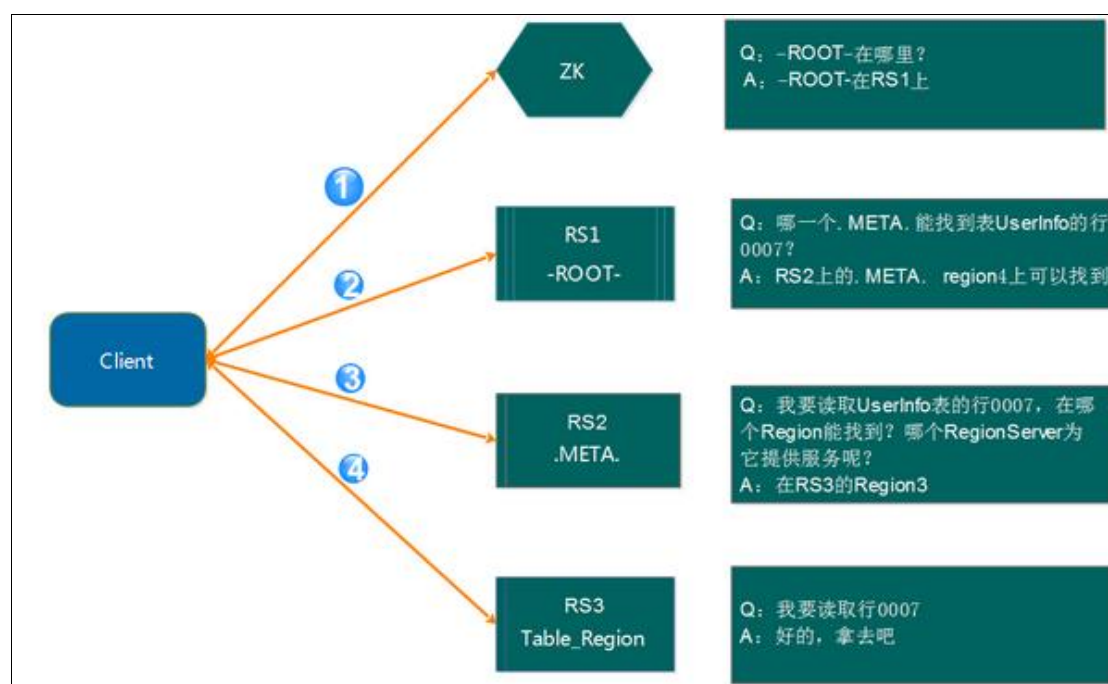 ZK
Q：-ROOT-在哪里？
A：-ROOT-在RS1上
1
RS1
-ROOT-
Q：哪一个.META.能找到表UserInfo的行
0007？
A：RS2上的.META. region4上可以找到
2
Client
3
RS2
.META.
Q：我要读取UserInfo表的行0007，在哪
个Region能找到？哪个RegionServer为
它提供服务呢？
A：在RS3的Region3
4
RS3
Table_Region
Q：我要读取行0007
A：好的，拿去吧